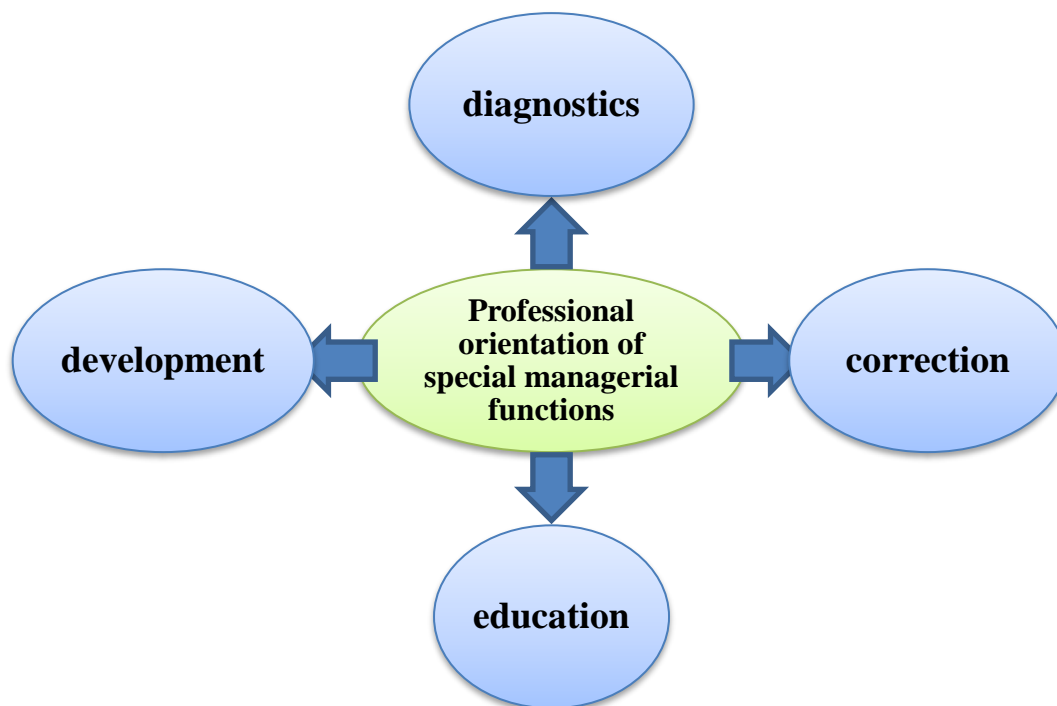 diagnostics
development
Professional
orientation of
special managerial
functions
correction
education